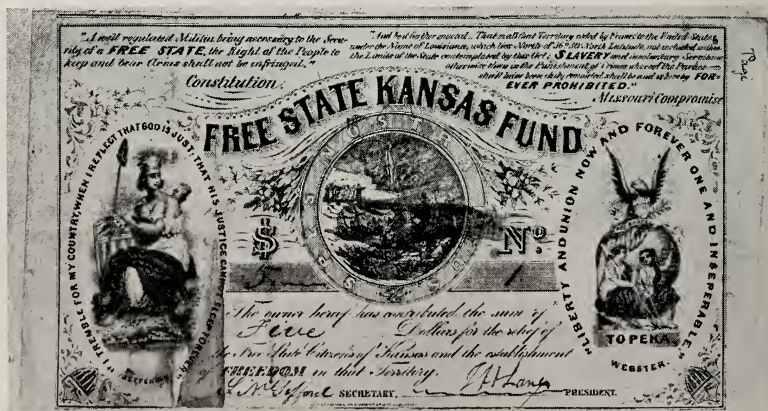 "A well regulated Militia being necessary to the Secu-
rity of a FREE STATE, the Right of the People to
keep and bear Arms shall not be infringed."
Constitution.
"And be it further enacted. That in all that Territory ceded by France to the United States,
under the Name of Louisiana, which lies North of 36° 30' North Latitude, not included within
the Limits of the State contemplated by this Act, SLAVERY and involuntary Servitude
otherwise than in the Punishment of Crimes whereof the Parties
shall have been duly convicted, shall be and is hereby FOR-
EVER PROHIBITED."
Missouri Compromise
FREE STATE KANSAS FUND
"I TREMBLE FOR MY COUNTRY, WHEN I REFLECT THAT GOD IS JUST, THAT HIS JUSTICE CANNOT SLEEP FOREVER"
JEFFERSON
"LIBERTY AND UNION NOW AND FOREVER ONE AND INSEPERABLE"
WEBSTER.
TOPEKA.
$
No.
1
The owner hereof has contributed the sum of
Five Dollars for the relief of
the Free State Citizens of Kansas and the establishment
FREEDOM in that Territory.
SECRETARY.
PRESIDENT.